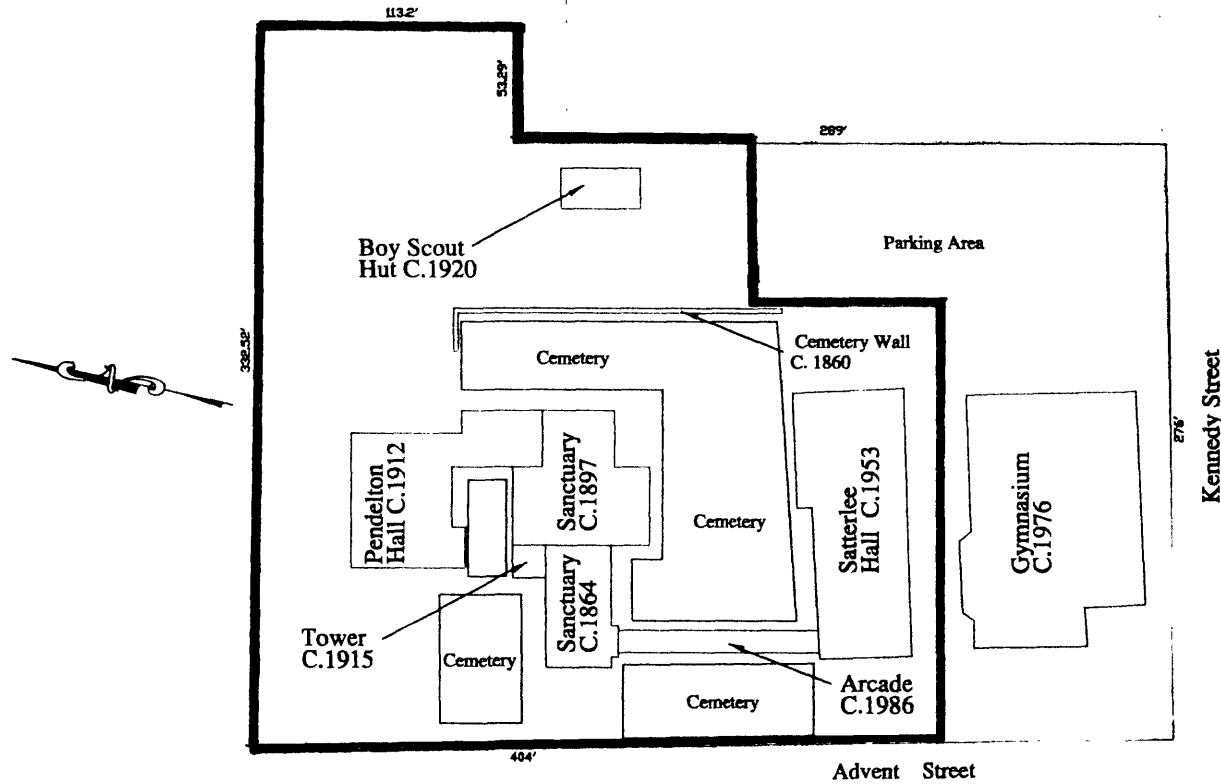 113.2'
53.29'
289'
Boy Scout
Hut C.1920
Parking Area
332.52'
Cemetery Wall
C. 1860
Cemetery
276'
Kennedy Street
Pendelton
Hall C.1912
Sanctuary
C.1897
Cemetery
Satterlee
Hall C.1953
Gymnasium
C.1976
Sanctuary
C.1864
Tower
C.1915
Cemetery
Cemetery
Arcade
C.1986
404'
Advent Street